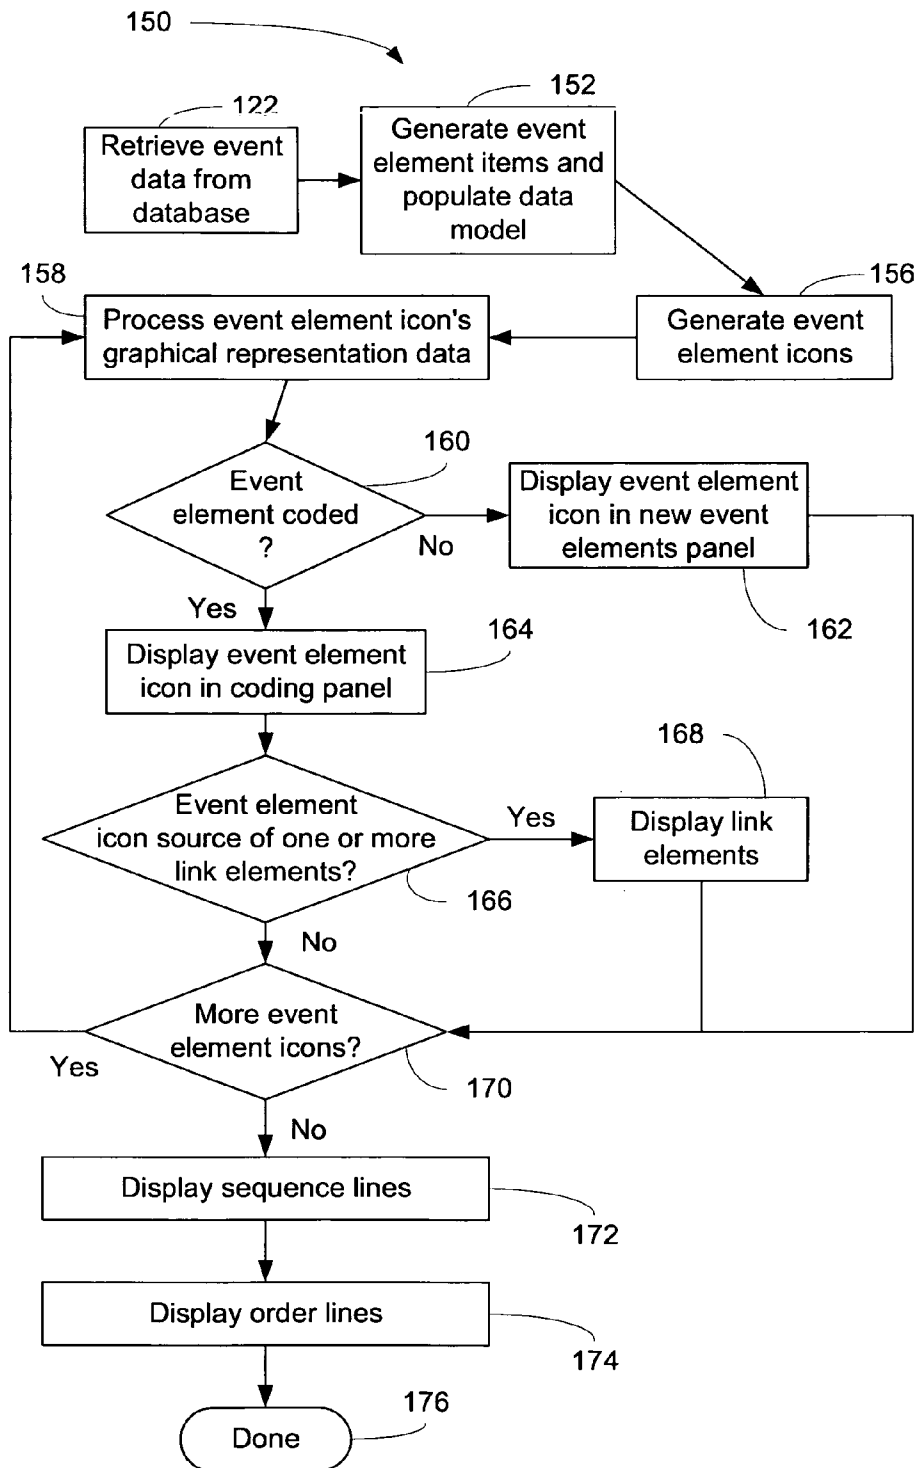 150
152
122
Generate event
element items and
populate data
model
Retrieve event
data from
database
158
156
Process event element icon's
graphical representation data
Generate event
element icons
160
Event
element coded
?
No
Display event element
icon in new event
elements panel
162
Yes
164
Display event element
icon in coding panel
168
Event element
icon source of one or more
link elements?
Yes
Display link
elements
166
No
More event
element icons?
Yes
170
No
Display sequence lines
172
Display order lines
174
176
Done